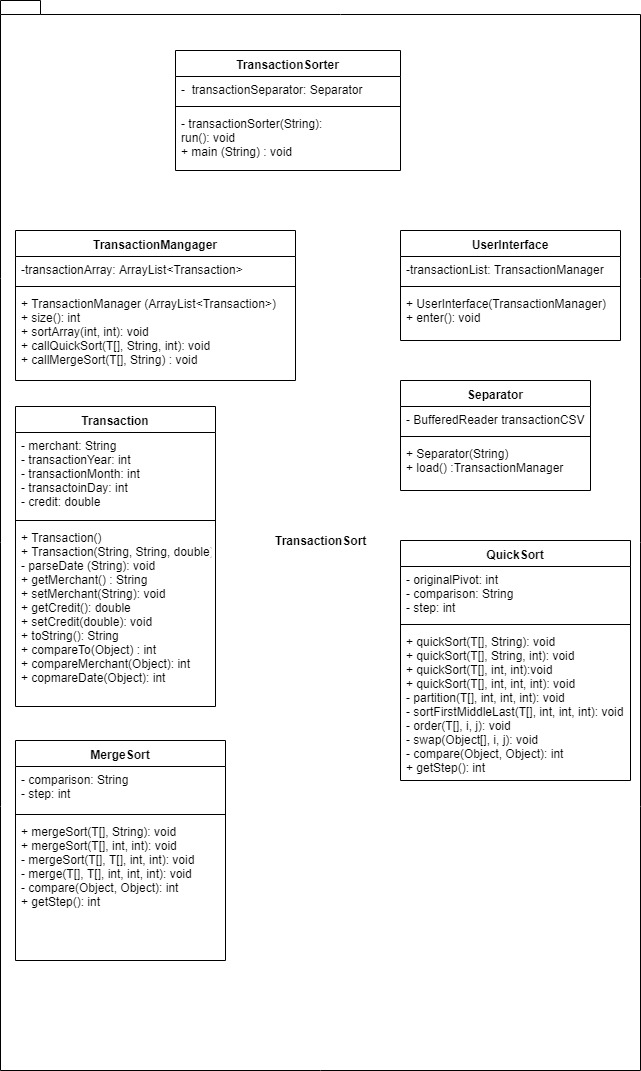 TransactionSorter
- transactionSeparator: Separator
- transactionSorter(String):
run(): void
+ main (String) : void
TransactionMangager
-transactionArray: ArrayList<Transaction>
+ TransactionManager (ArrayList<Transaction>)
+ size(): int
+ sortArray(int, int): void
+ callQuickSort(T[], String, int): void
+ callMergeSort(T[], String) : void
UserInterface
-transactionList: TransactionManager
+ UserInterface(TransactionManager)
+ enter(): void
Separator
- BufferedReader transactionCSV
+ Separator(String)
+ load() :TransactionManager
Transaction
- merchant: String
- transactionYear: int
- transactionMonth: int
- transactoinDay: int
- credit: double
+ Transaction()
+ Transaction(String, String, double)
- parseDate (String): void
+ getMerchant() : String
+ setMerchant(String): void
+ getCredit(): double
+ setCredit(double): void
+ toString(): String
+ compareTo(Object) : int
+ compareMerchant(Object): int
+ copmareDate(Object): int
TransactionSort
QuickSort
- originalPivot: int
- comparison: String
- step: int
+ quickSort(T[], String): void
+ quickSort(T[], String, int): void
+ quickSort(T[], int, int):void
+ quickSort(T[], int, int, int): void
- partition(T[], int, int, int): void
- sortFirstMiddleLast(T[], int, int, int): void
- order(T[], i, j): void
- swap(Object[], i, j): void
- compare(Object, Object): int
+ getStep(): int
MergeSort
- comparison: String
- step: int
+ mergeSort(T[], String): void
+ mergeSort(T[], int, int): void
- mergeSort(T[], T[], int, int): void
- merge(T[], T[], int, int, int): void
- compare(Object, Object): int
+ getStep(): int